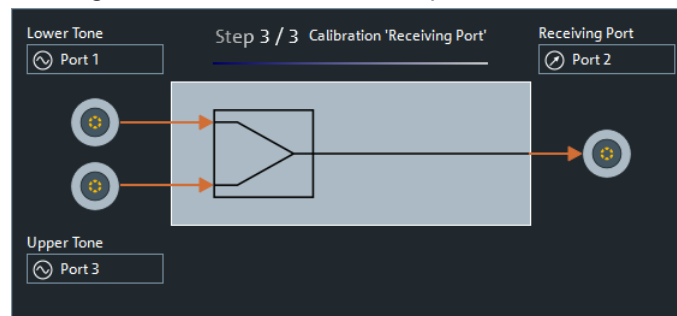 Lower Tone
Port 1
Step 3 / 3 Calibration 'Receiving Port'
Receiving Port
Port 2
Upper Tone
Port 3